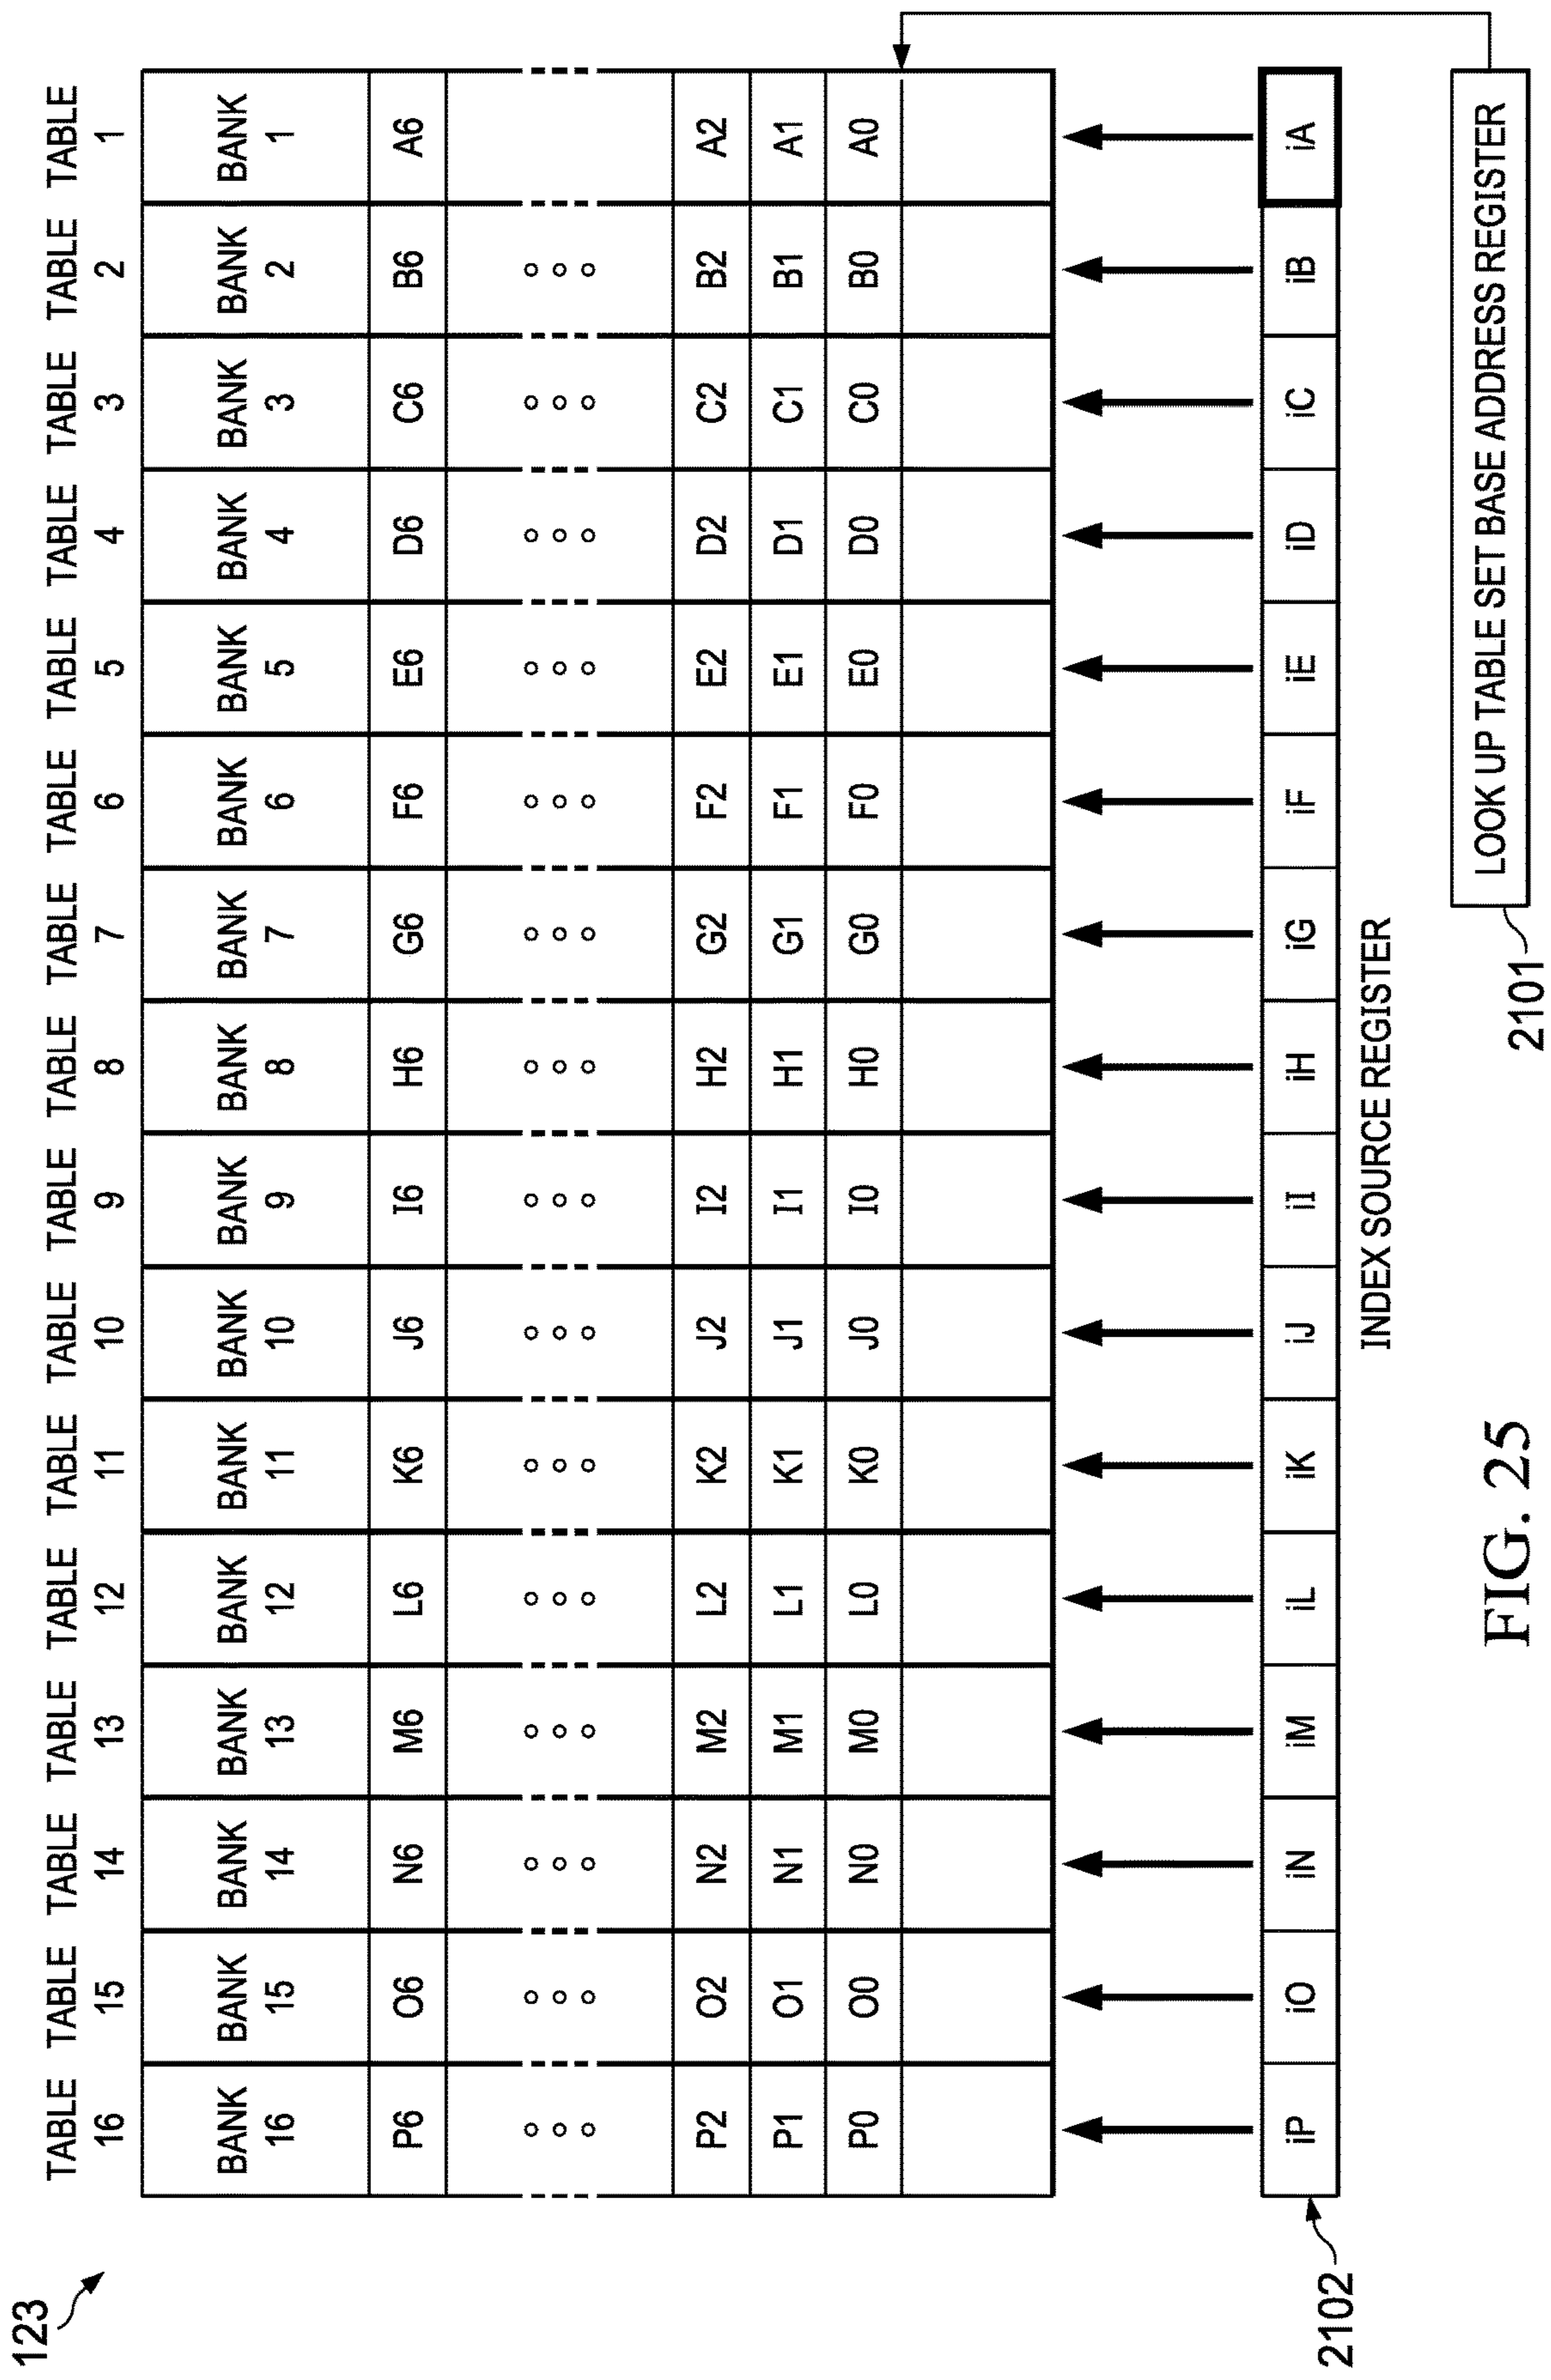 123
TABLE TABLE TABLE TABLE TABLE TABLE TABLE TABLE TABLE TABLE TABLE TABLE TABLE TABLE TABLE TABLE
16 15 14 13 12 11 10 9 8 7 6 5 4 3 2 1
BANK BANK BANK BANK BANK BANK BANK BANK BANK BANK BANK BANK BANK BANK BANK BANK
16 15 14 13 12 11 10 9 8 7 6 5 4 3 2 1
P6 O6 N6 M6 L6 K6 J6 I6 H6 G6 F6 E6 D6 C6 B6 A6
P2 O2 N2 M2 L2 K2 J2 I2 H2 G2 F2 E2 D2 C2 B2 A2
P1 O1 N1 M1 L1 K1 J1 I1 H1 G1 F1 E1 D1 C1 B1 A1
P0 O0 N0 M0 L0 K0 J0 I0 H0 G0 F0 E0 D0 C0 B0 A0
iP iO iN iM iL iK iJ iI iH iG iF iE iD iC iB iA
2102
INDEX SOURCE REGISTER
LOOK UP TABLE SET BASE ADDRESS REGISTER
2101
FIG. 25